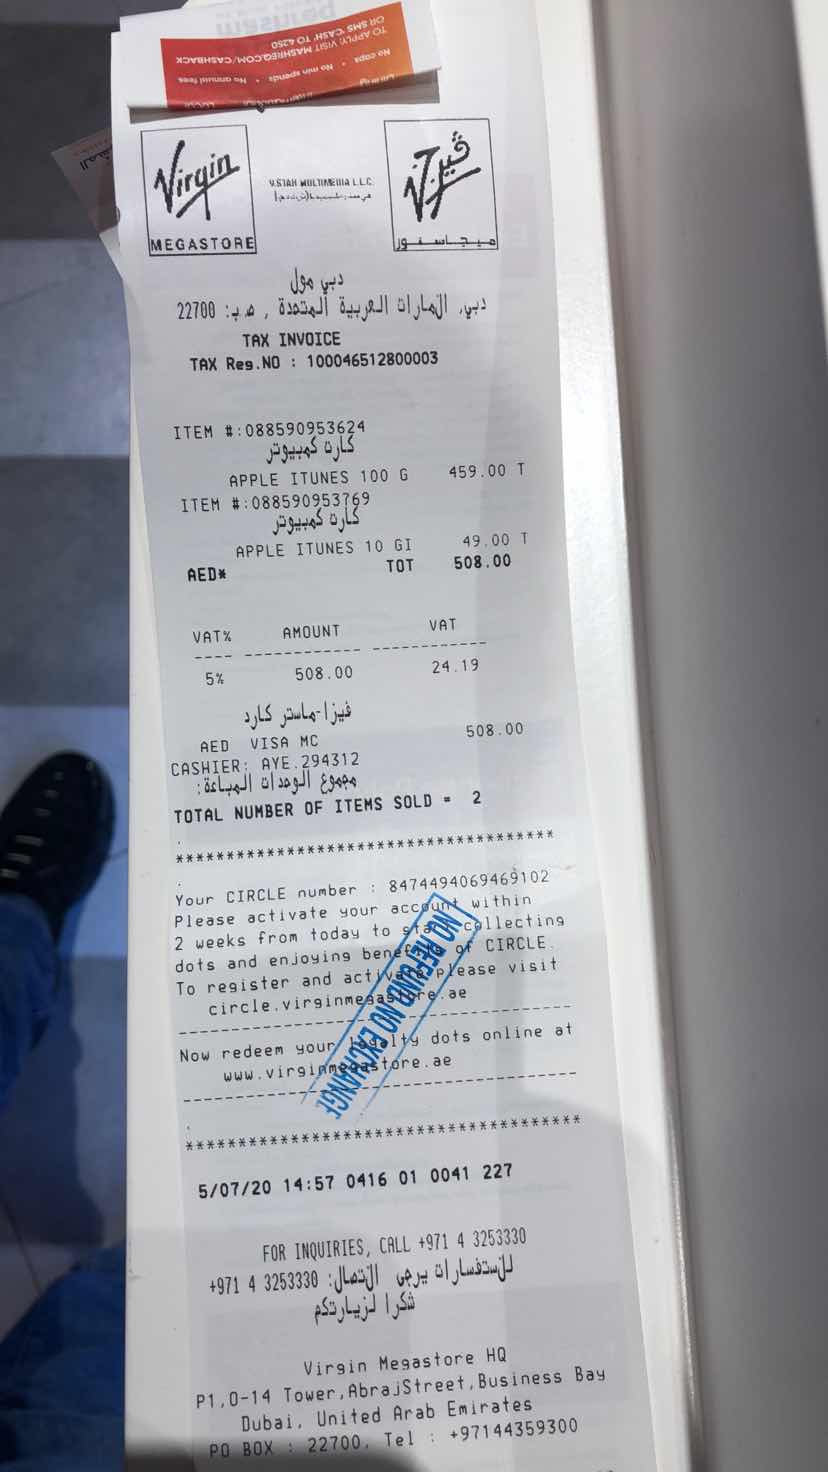 TO APPLY: VISIT MASHREQ.COM/CASHBACK
OR SMS 'CASH' TO 4250
No caps • No min spends • No annual fees
Virgin
MEGASTORE
V.STAR MULTIMEDIA L.L.C.
فيرجن
ميجاستور
دبي مول
دبي، الامارات العربية المتحدة , ص.ب: 22700
TAX INVOICE
TAX Reg.NO : 100046512800003
ITEM #:088590953624
كارت كمبيوتر
APPLE ITUNES 100 G 459.00 T
ITEM #:088590953769
كارت كمبيوتر
APPLE ITUNES 10 GI 49.00 T
AED* TOT 508.00
VAT% AMOUNT VAT
---- ------------ ------------
5% 508.00 24.19
فيزا-ماستر كارد
AED VISA MC 508.00
CASHIER: AYE.294312
مجموع الوحدات المباعة:
TOTAL NUMBER OF ITEMS SOLD = 2
**************************************
Your CIRCLE number : 8474494069469102
Please activate your account within
2 weeks from today to start collecting
dots and enjoying benefits of CIRCLE.
To register and activate please visit
circle.virginmegastore.ae
--------------------------------------
Now redeem your loyalty dots online at
www.virginmegastore.ae
--------------------------------------
NO REFUND NO EXCHANGE
**************************************
5/07/20 14:57 0416 01 0041 227
FOR INQUIRIES, CALL +971 4 3253330
للاستفسارات يرجى الاتصال: 3253330 4 971+
شكرا لزيارتكم
Virgin Megastore HQ
P1,O-14 Tower,AbrajStreet,Business Bay
Dubai, United Arab Emirates
PO BOX : 22700, Tel : +97144359300